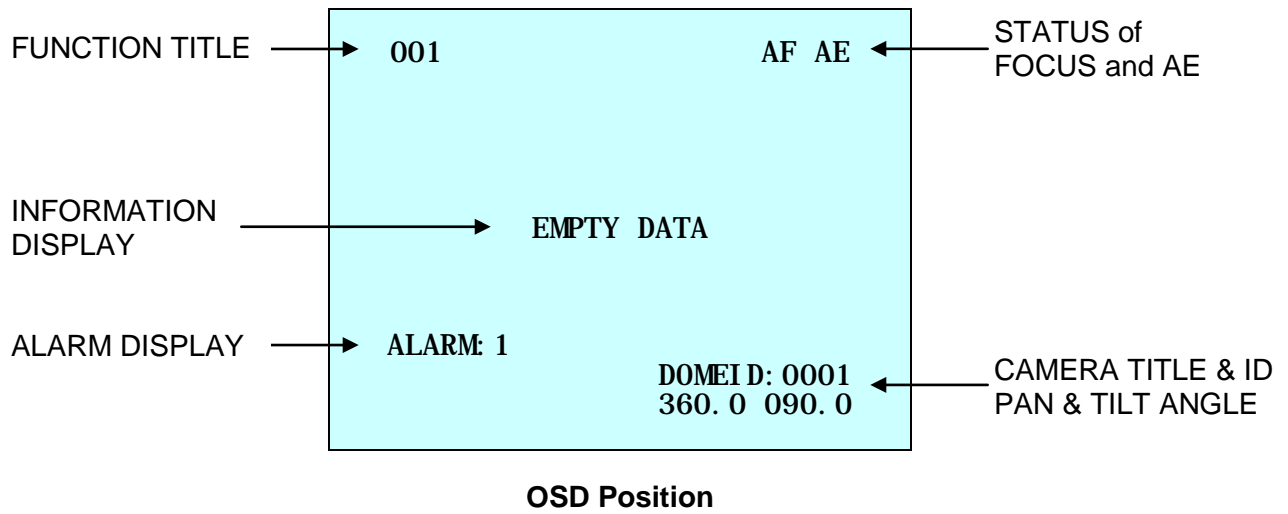 FUNCTION TITLE
001
AF AE
STATUS of
FOCUS and AE
INFORMATION
DISPLAY
EMPTY DATA
ALARM DISPLAY
ALARM: 1
DOMEID: 0001
360.0 090.0
CAMERA TITLE & ID
PAN & TILT ANGLE
OSD Position